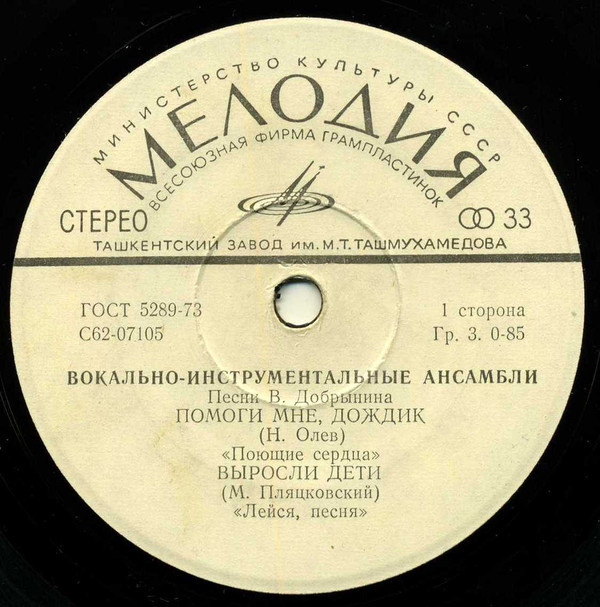 МИНИСТЕРСТВО КУЛЬТУРЫ СССР
МЕЛОДИЯ
ВСЕСОЮЗНАЯ ФИРМА ГРАМПЛАСТИНОК
СТЕРЕО 33
ТАШКЕНТСКИЙ ЗАВОД ИМ. М.Т. ТАШМУХАМЕДОВА
ГОСТ 5289-73 1 сторона
С62-07105 Гр. 3. 0-85
ВОКАЛЬНО-ИНСТРУМЕНТАЛЬНЫЕ АНСАМБЛИ
Песни В. Добрынина
ПОМОГИ МНЕ, ДОЖДИК
(Н. Олев)
«Поющие сердца»
ВЫРОСЛИ ДЕТИ
(М. Пляцковский)
«Лейся, песня»